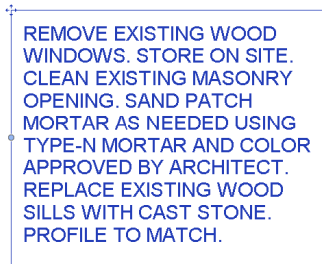 REMOVE EXISTING WOOD
WINDOWS. STORE ON SITE.
CLEAN EXISTING MASONRY
OPENING. SAND PATCH
MORTAR AS NEEDED USING
TYPE-N MORTAR AND COLOR
APPROVED BY ARCHITECT.
REPLACE EXISTING WOOD
SILLS WITH CAST STONE.
PROFILE TO MATCH.